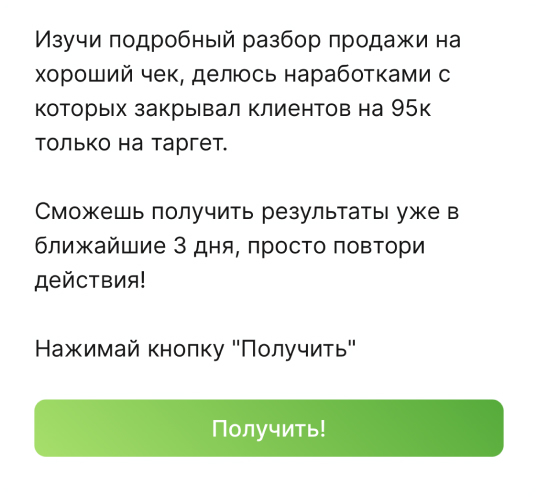 Изучи подробный разбор продажи на
хороший чек, делюсь наработками с
которых закрывал клиентов на 95к
только на таргет.
Сможешь получить результаты уже в
ближайшие 3 дня, просто повтори
действия!
Нажимай кнопку "Получить"
Получить!